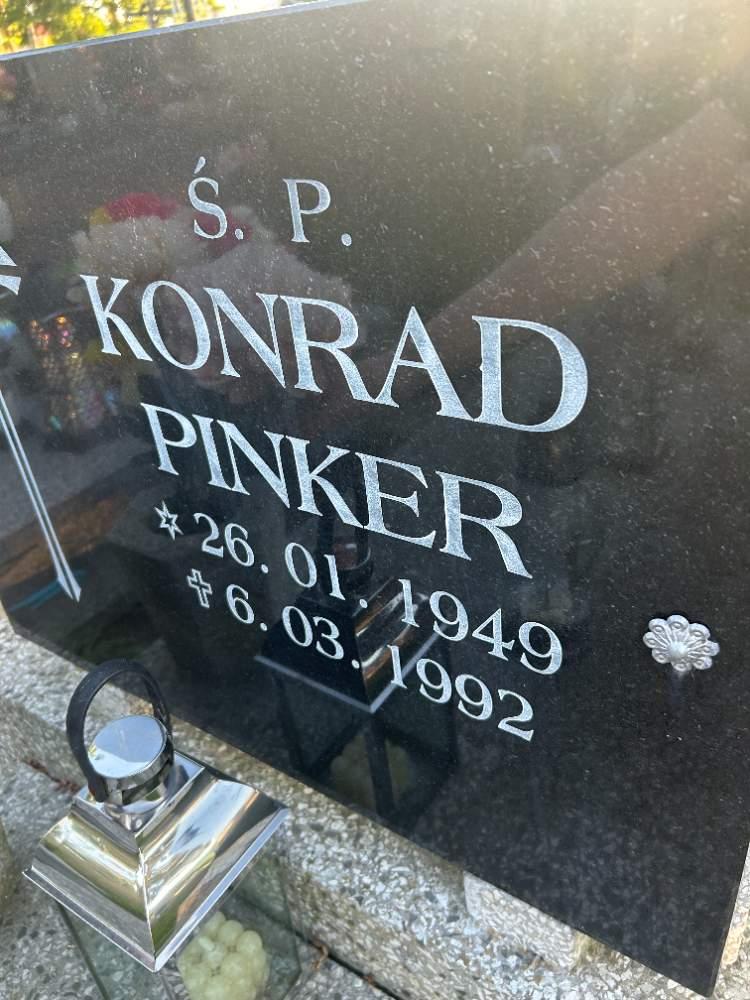 Ś. P.
KONRAD
PINKER
26. 01. 1949
6. 03. 1992